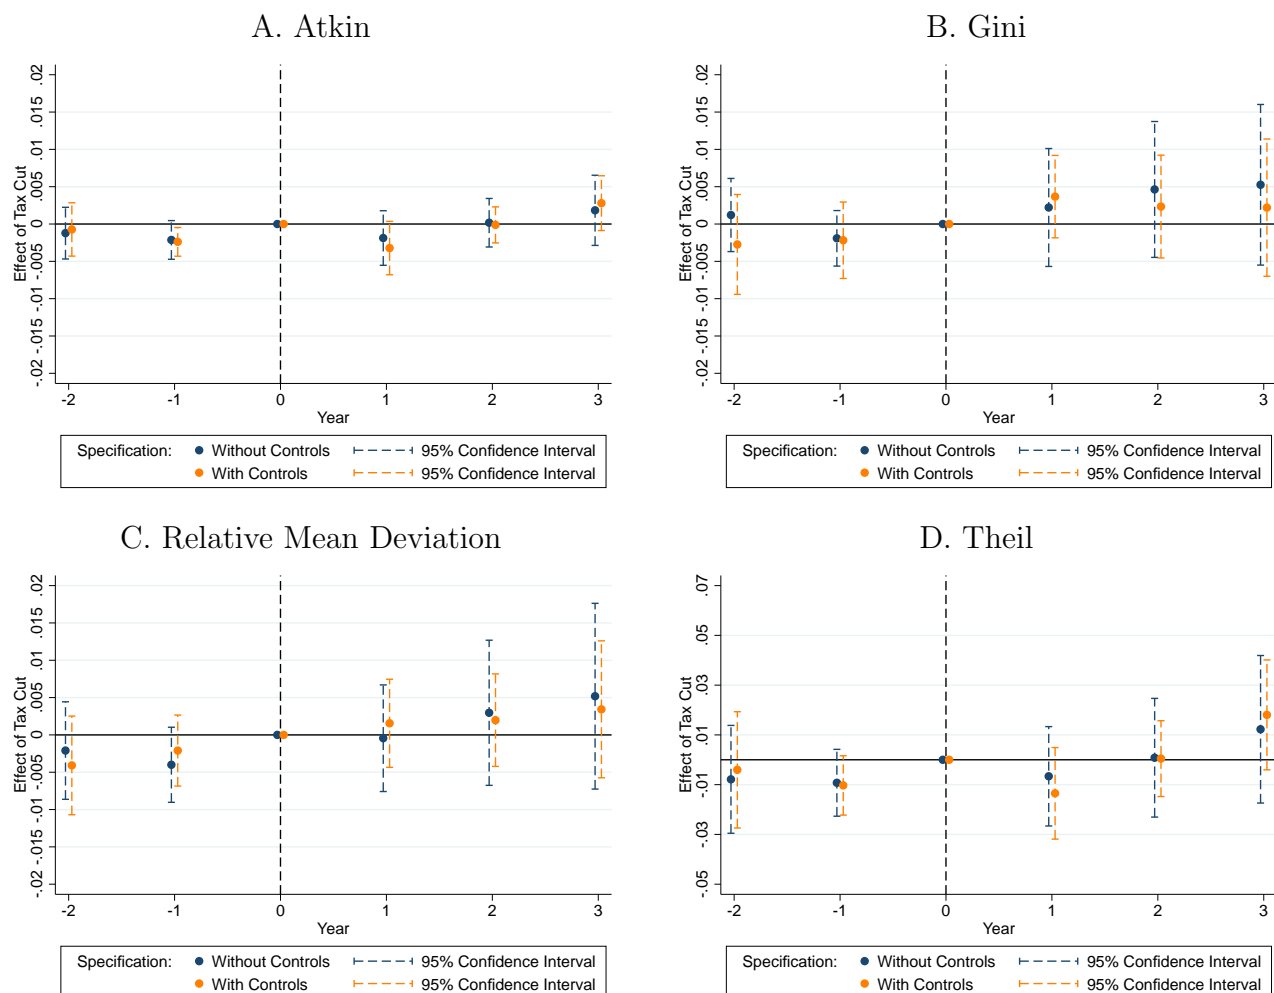 A. Atkin
Effect of Tax Cut
.02
.015
.01
.005
0
-.005
-.01
-.015
-.02
-2 -1 0 1 2 3
Year
Specification: Without Controls 95% Confidence Interval
With Controls 95% Confidence Interval
B. Gini
Effect of Tax Cut
.02
.015
.01
.005
0
-.005
-.01
-.015
-.02
-2 -1 0 1 2 3
Year
Specification: Without Controls 95% Confidence Interval
With Controls 95% Confidence Interval
C. Relative Mean Deviation
Effect of Tax Cut
.02
.015
.01
.005
0
-.005
-.01
-.015
-.02
-2 -1 0 1 2 3
Year
Specification: Without Controls 95% Confidence Interval
With Controls 95% Confidence Interval
D. Theil
Effect of Tax Cut
.07
.05
.03
.01
-.01
-.03
-.05
-2 -1 0 1 2 3
Year
Specification: Without Controls 95% Confidence Interval
With Controls 95% Confidence Interval